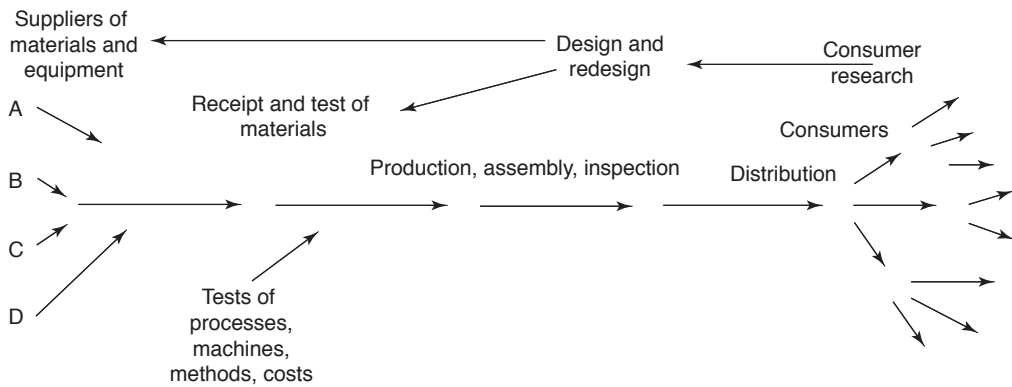 Suppliers of
materials and
equipment
Design and
redesign
Consumer
research
A
Receipt and test of
materials
Consumers
B
Production, assembly, inspection
Distribution
C
D
Tests of
processes,
machines,
methods, costs